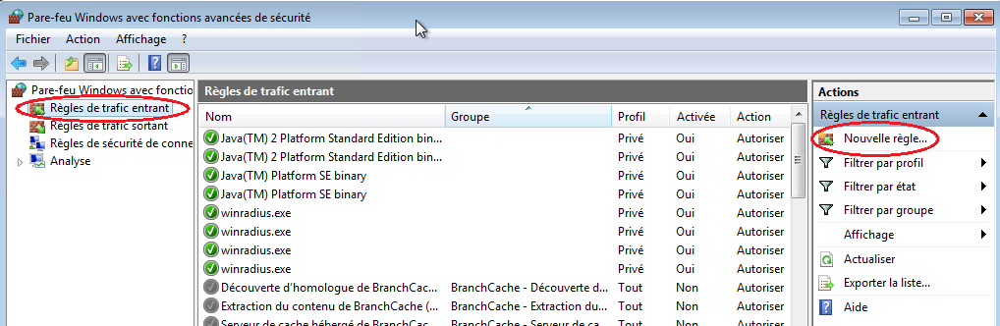 Pare-feu Windows avec fonctions avancées de sécurité
Fichier Action Affichage ?
Pare-feu Windows avec fonctio
Règles de trafic entrant
Règles de trafic sortant
Règles de sécurité de conne
Analyse
Règles de trafic entrant
Nom Groupe Profil Activée Action
Java(TM) 2 Platform Standard Edition bin... Privé Oui Autoriser
Java(TM) 2 Platform Standard Edition bin... Privé Oui Autoriser
Java(TM) Platform SE binary Privé Oui Autoriser
Java(TM) Platform SE binary Privé Oui Autoriser
winradius.exe Privé Oui Autoriser
winradius.exe Privé Oui Autoriser
winradius.exe Privé Oui Autoriser
winradius.exe Privé Oui Autoriser
Découverte d'homologue de BranchCac... BranchCache - Découverte d... Tout Non Autoriser
Extraction du contenu de BranchCache (... BranchCache - Extraction du... Tout Non Autoriser
Serveur de cache hébergé de BranchCac... BranchCache - Serveur de ca... Tout Non Autoriser
Actions
Règles de trafic entrant
Nouvelle règle...
Filtrer par profil
Filtrer par état
Filtrer par groupe
Affichage
Actualiser
Exporter la liste...
Aide